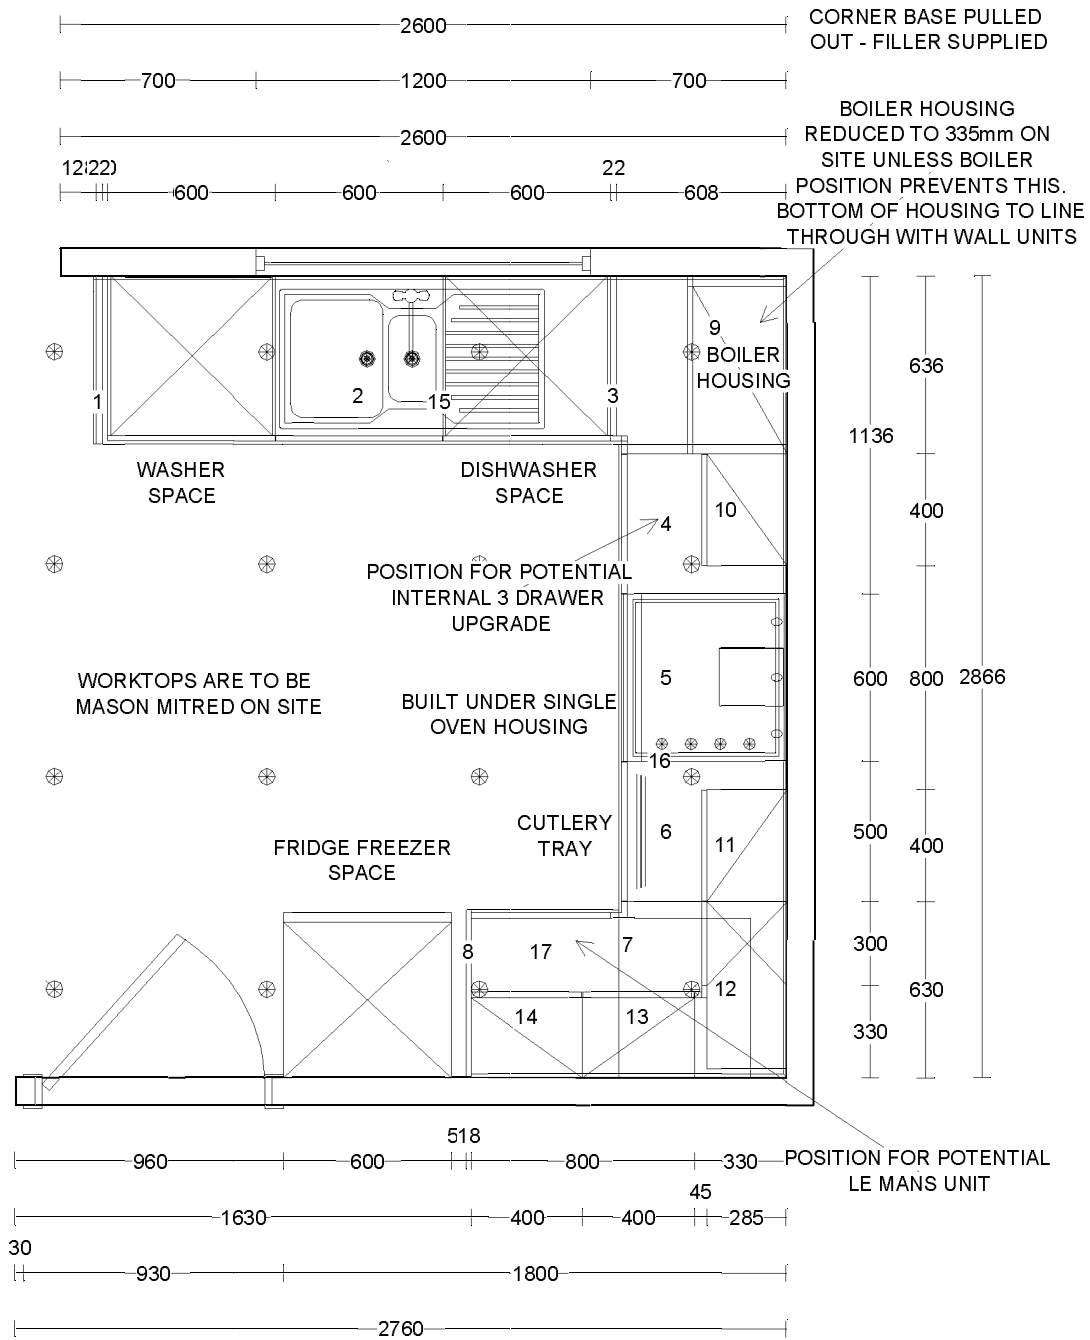 2600
CORNER BASE PULLED
OUT - FILLER SUPPLIED
700 1200 700
BOILER HOUSING
REDUCED TO 335mm ON
SITE UNLESS BOILER
POSITION PREVENTS THIS.
BOTTOM OF HOUSING TO LINE
THROUGH WITH WALL UNITS
2600
22
600 600 600 608
9
BOILER
HOUSING
636
1 2 15 3
1136
WASHER
SPACE
DISHWASHER
SPACE
4 10 400
POSITION FOR POTENTIAL
INTERNAL 3 DRAWER
UPGRADE
WORKTOPS ARE TO BE
MASON MITRED ON SITE
BUILT UNDER SINGLE
OVEN HOUSING
5 600 800 2866
16
CUTLERY
TRAY
6 11 500 400
FRIDGE FREEZER
SPACE
8 17 7 300
12 630
14 13 330
518
960 600 800 330
POSITION FOR POTENTIAL
LE MANS UNIT
45
1630 400 400 285
30
930 1800
2760